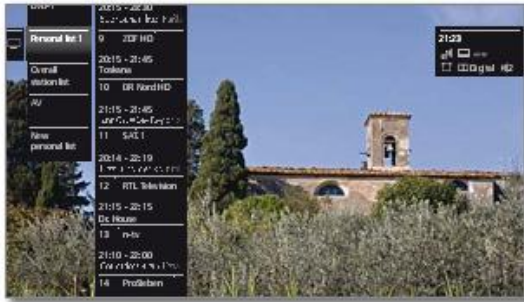 Personal list 1
Overall
station list
AV
New
personal list
20:15 - 20:30
9 ZDF HD
20:15 - 21:45
Toskana
10 DR Nord HD
21:15 - 21:45
11 SAT.1
20:14 - 22:19
12 RTL Television
21:15 - 22:15
Dr. House
13 n-tv
21:10 - 22:00
14 ProSieben
21:23
Digital